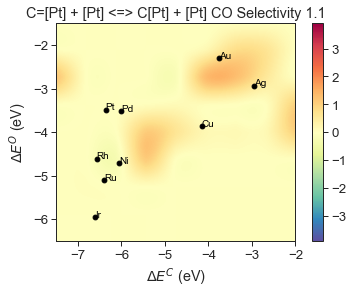 C=[Pt] + [Pt] <=> C[Pt] + [Pt] CO Selectivity 1.1
ΔE^O (eV)
−2
−3
−4
−5
−6
Au
Ag
Pt
Pd
Cu
Rh
Ni
Ru
Ir
3
2
1
0
−1
−2
−3
−7 −6 −5 −4 −3 −2
ΔE^C (eV)